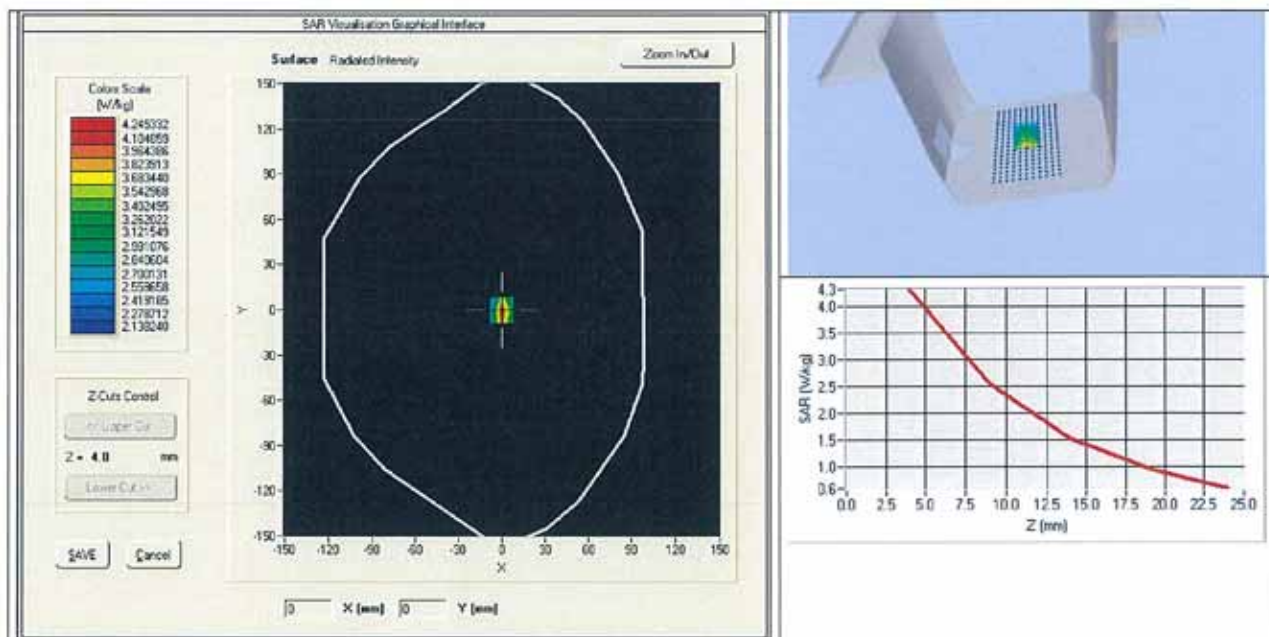 SAR Visualisation Graphical Interface
Surface Radiated Intensity
Zoom In/Out
Colors Scale
(W/kg)
4.245332
4.104859
3.964386
3.823913
3.683440
3.542968
3.402495
3.262022
3.121549
2.981076
2.840604
2.700131
2.559658
2.419185
2.278712
2.138240
Z-Cuts Control
<< Upper Cut
Z = 4.0 mm
Lower Cut >>
SAVE Cancel
150
120
90
60
30
0
-30
-60
-90
-120
-150
Y
-150 -120 -90 -60 -30 0 30 60 90 120 150
X
0 X (mm) 0 Y (mm)
4.3
4.0
3.5
3.0
2.5
2.0
1.5
1.0
0.6
SAR (W/kg)
0.0 2.5 5.0 7.5 10.0 12.5 15.0 17.5 20.0 22.5 25.0
Z (mm)